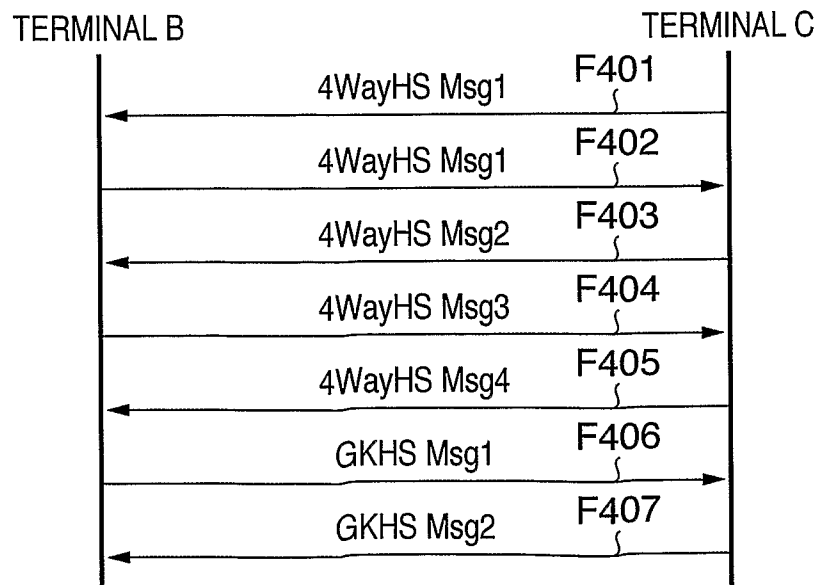 TERMINAL B
TERMINAL C
4WayHS Msg1
F401
4WayHS Msg1
F402
4WayHS Msg2
F403
4WayHS Msg3
F404
4WayHS Msg4
F405
GKHS Msg1
F406
GKHS Msg2
F407